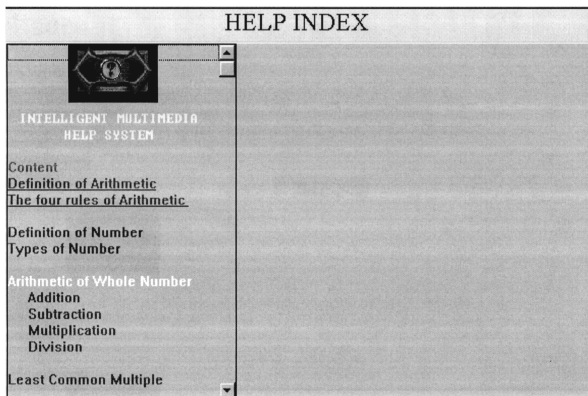 HELP INDEX
INTELLIGENT MULTIMEDIA
HELP SYSTEM
Content
Definition of Arithmetic
The four rules of Arithmetic
Definition of Number
Types of Number
Arithmetic of Whole Number
Addition
Subtraction
Multiplication
Division
Least Common Multiple